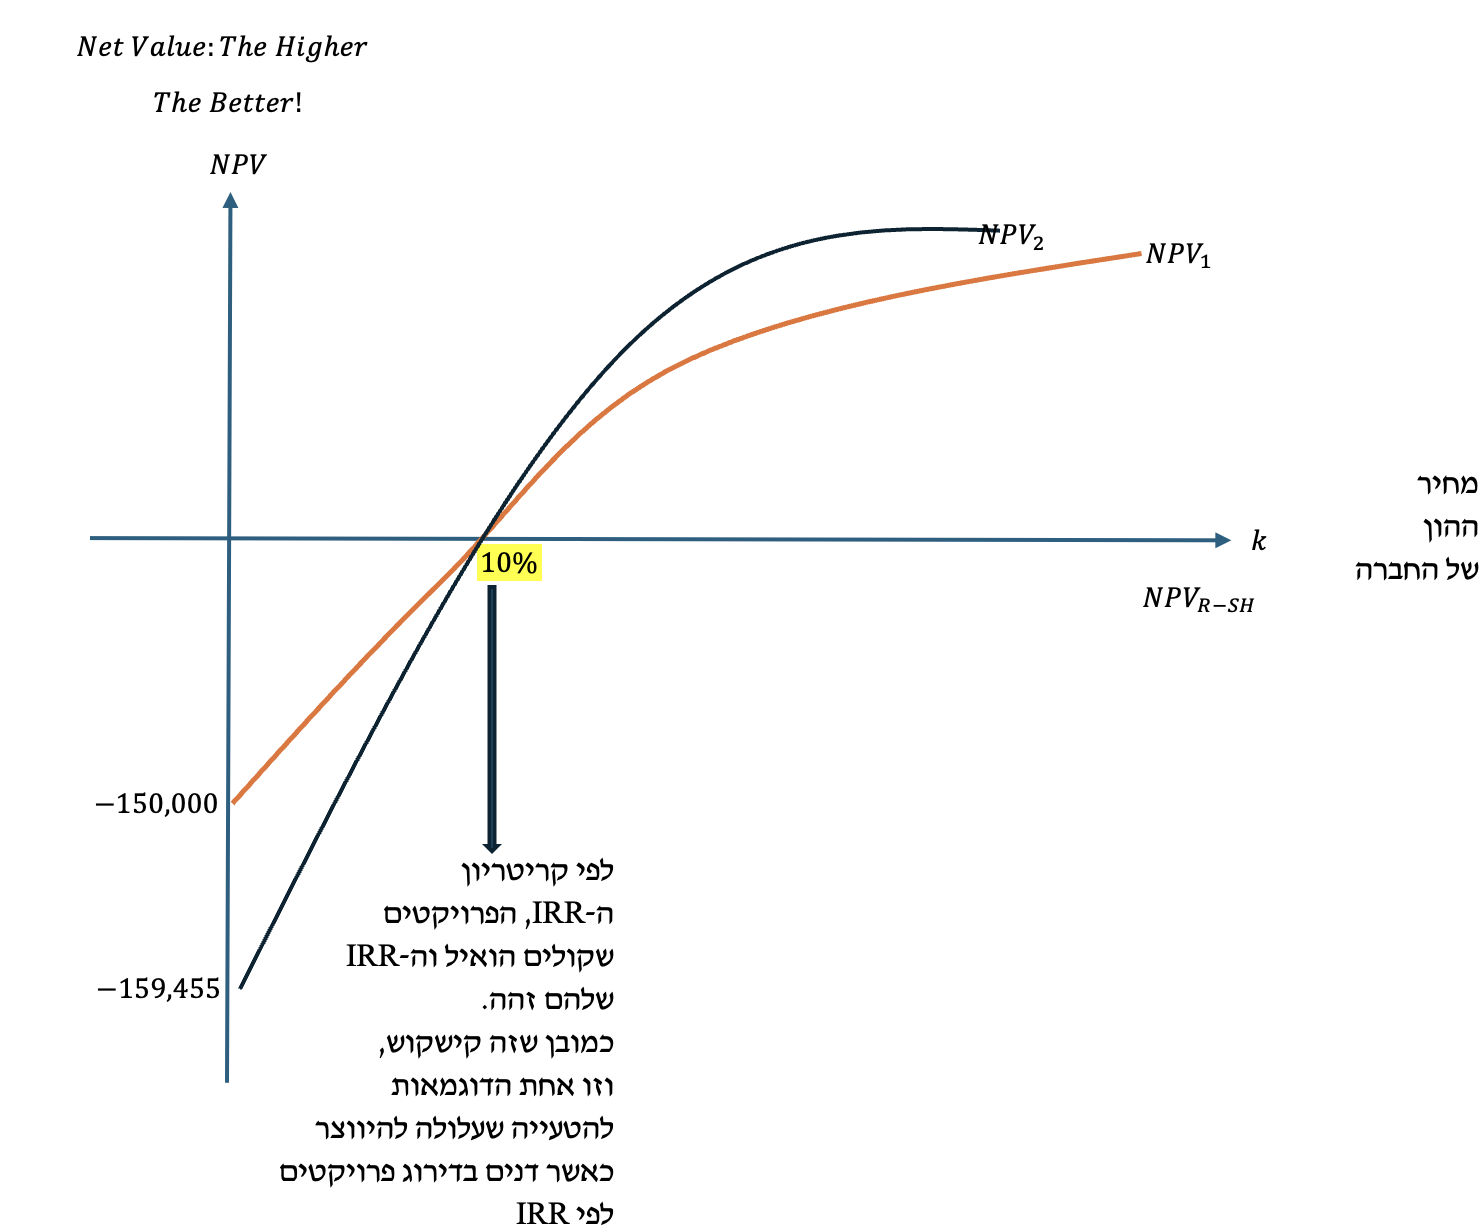 Net Value: The Higher
The Better!
NPV
NPV₂
NPV₁
מחיר
ההון
של החברה
k
10%
NPV_{R−SH}
−150,000
−159,455
לפי קריטריון
ה-IRR, הפרויקטים
שקולים הואיל וה-IRR
שלהם זהה.
כמובן שזה קישקוש,
וזו אחת הדוגמאות
להטעייה שעלולה להיווצר
כאשר דנים בדירוג פרויקטים
לפי IRR